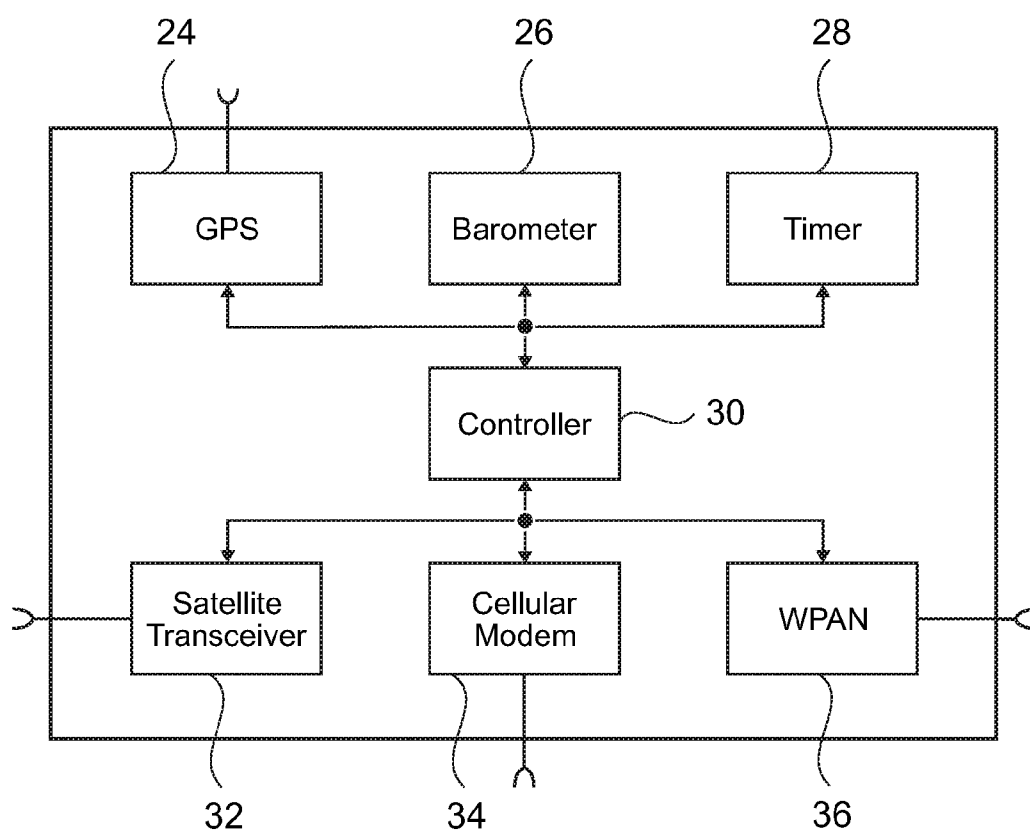 24
26
28
GPS
Barometer
Timer
Controller
30
Satellite
Transceiver
Cellular
Modem
WPAN
32
34
36